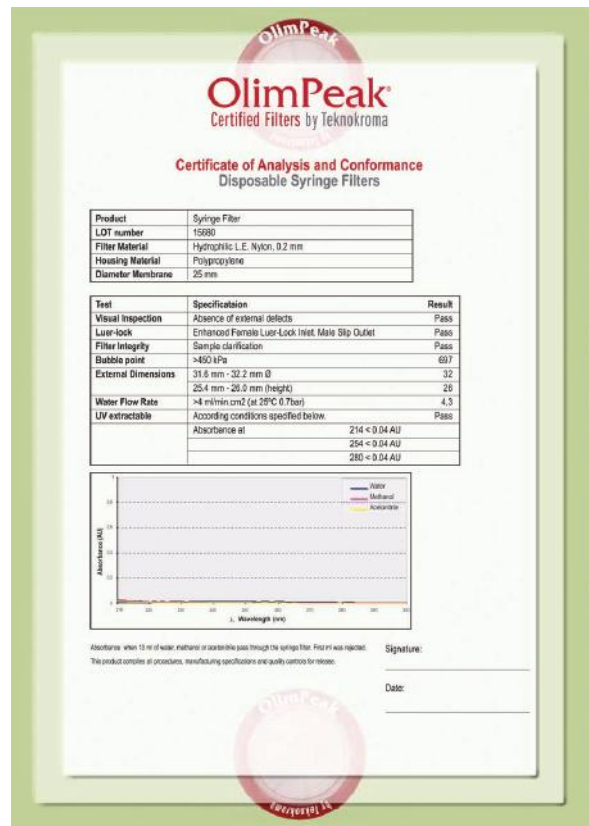 OlimPeak
OlimPeak®
Certified Filters by Teknokroma
Certificate of Analysis and Conformance
Disposable Syringe Filters
Product Syringe Filter
LOT number 15680
Filter Material Hydrophilic L.E. Nylon, 0.2 mm
Housing Material Polypropylene
Diameter Membrane 25 mm
Test Specificataion Result
Visual Inspection Absence of external defects Pass
Luer-lock Enhanced Female Luer-Lock Inlet, Male Slip Outlet Pass
Filter Integrity Sample clarification Pass
Bubble point >450 kPa 697
External Dimensions 31.6 mm - 32.2 mm Ø 32
25.4 mm - 26.0 mm (height) 26
Water Flow Rate >4 ml/min.cm2 (at 25ºC 0.7bar) 4,3
UV extractable According conditions specified below. Pass
Absorbance at 214 < 0.04 AU
254 < 0.04 AU
280 < 0.04 AU
Water
Methanol
Acetonitrile
Absorbance (AU)
λ, Wavelength (nm)
Absorbance when 10 ml of water, methanol or acetonitrile pass through the syringe filter. First ml was rejected.
This product complies all procedures, manufacturing specifications and quality controls for release.
Signature:
Date:
OlimPeak
by Teknokroma